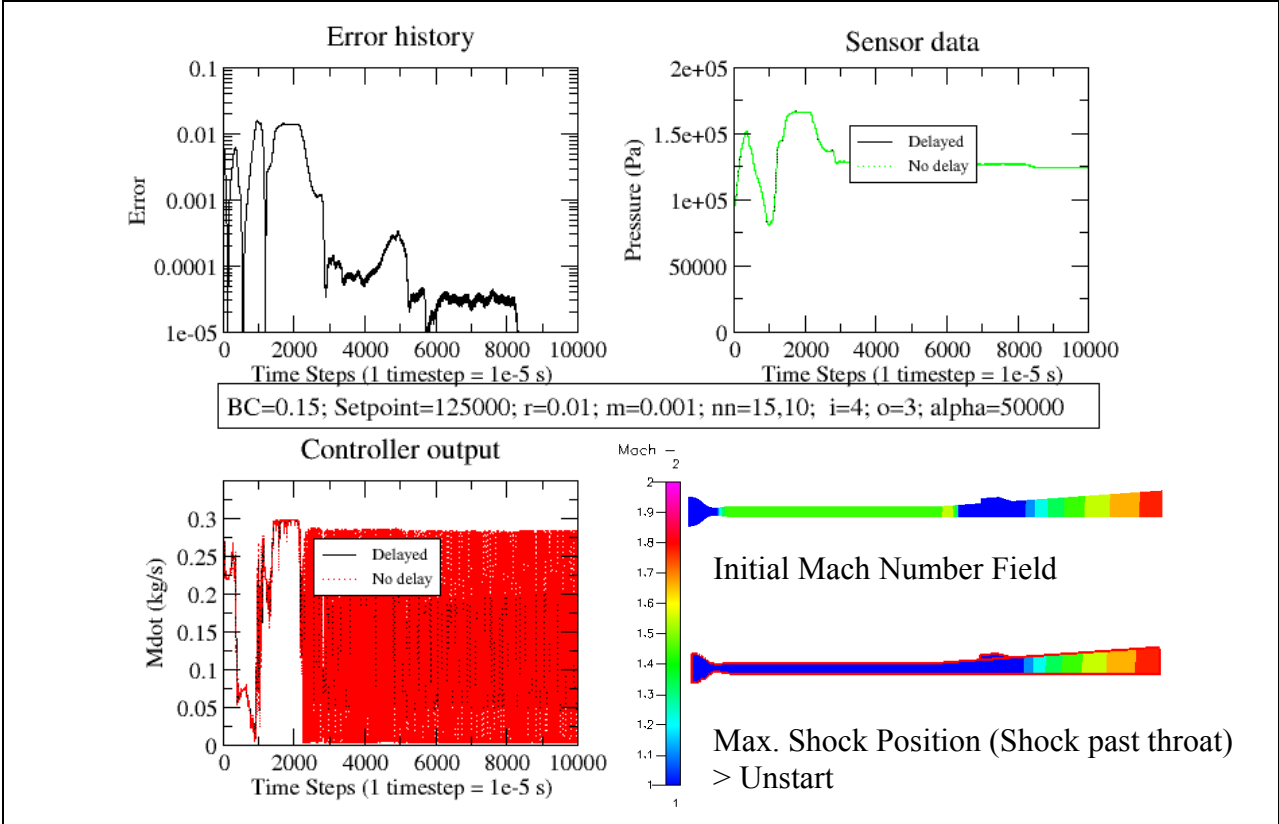 Error history
0.1
0.01
0.001
0.0001
1e-05
Error
0 2000 4000 6000 8000 10000
Time Steps (1 timestep = 1e-5 s)
Sensor data
2e+05
1.5e+05
1e+05
50000
0
Pressure (Pa)
Delayed
No delay
0 2000 4000 6000 8000 10000
Time Steps (1 timestep = 1e-5 s)
BC=0.15; Setpoint=125000; r=0.01; m=0.001; nn=15,10; i=4; o=3; alpha=50000
Controller output
0.3
0.25
0.2
0.15
0.1
0.05
0
Mdot (kg/s)
Delayed
No delay
0 2000 4000 6000 8000 10000
Time Steps (1 timestep = 1e-5 s)
Mach –
2
2
1.9
1.8
1.7
1.6
1.5
1.4
1.3
1.2
1.1
1
1
Initial Mach Number Field
Max. Shock Position (Shock past throat)
> Unstart